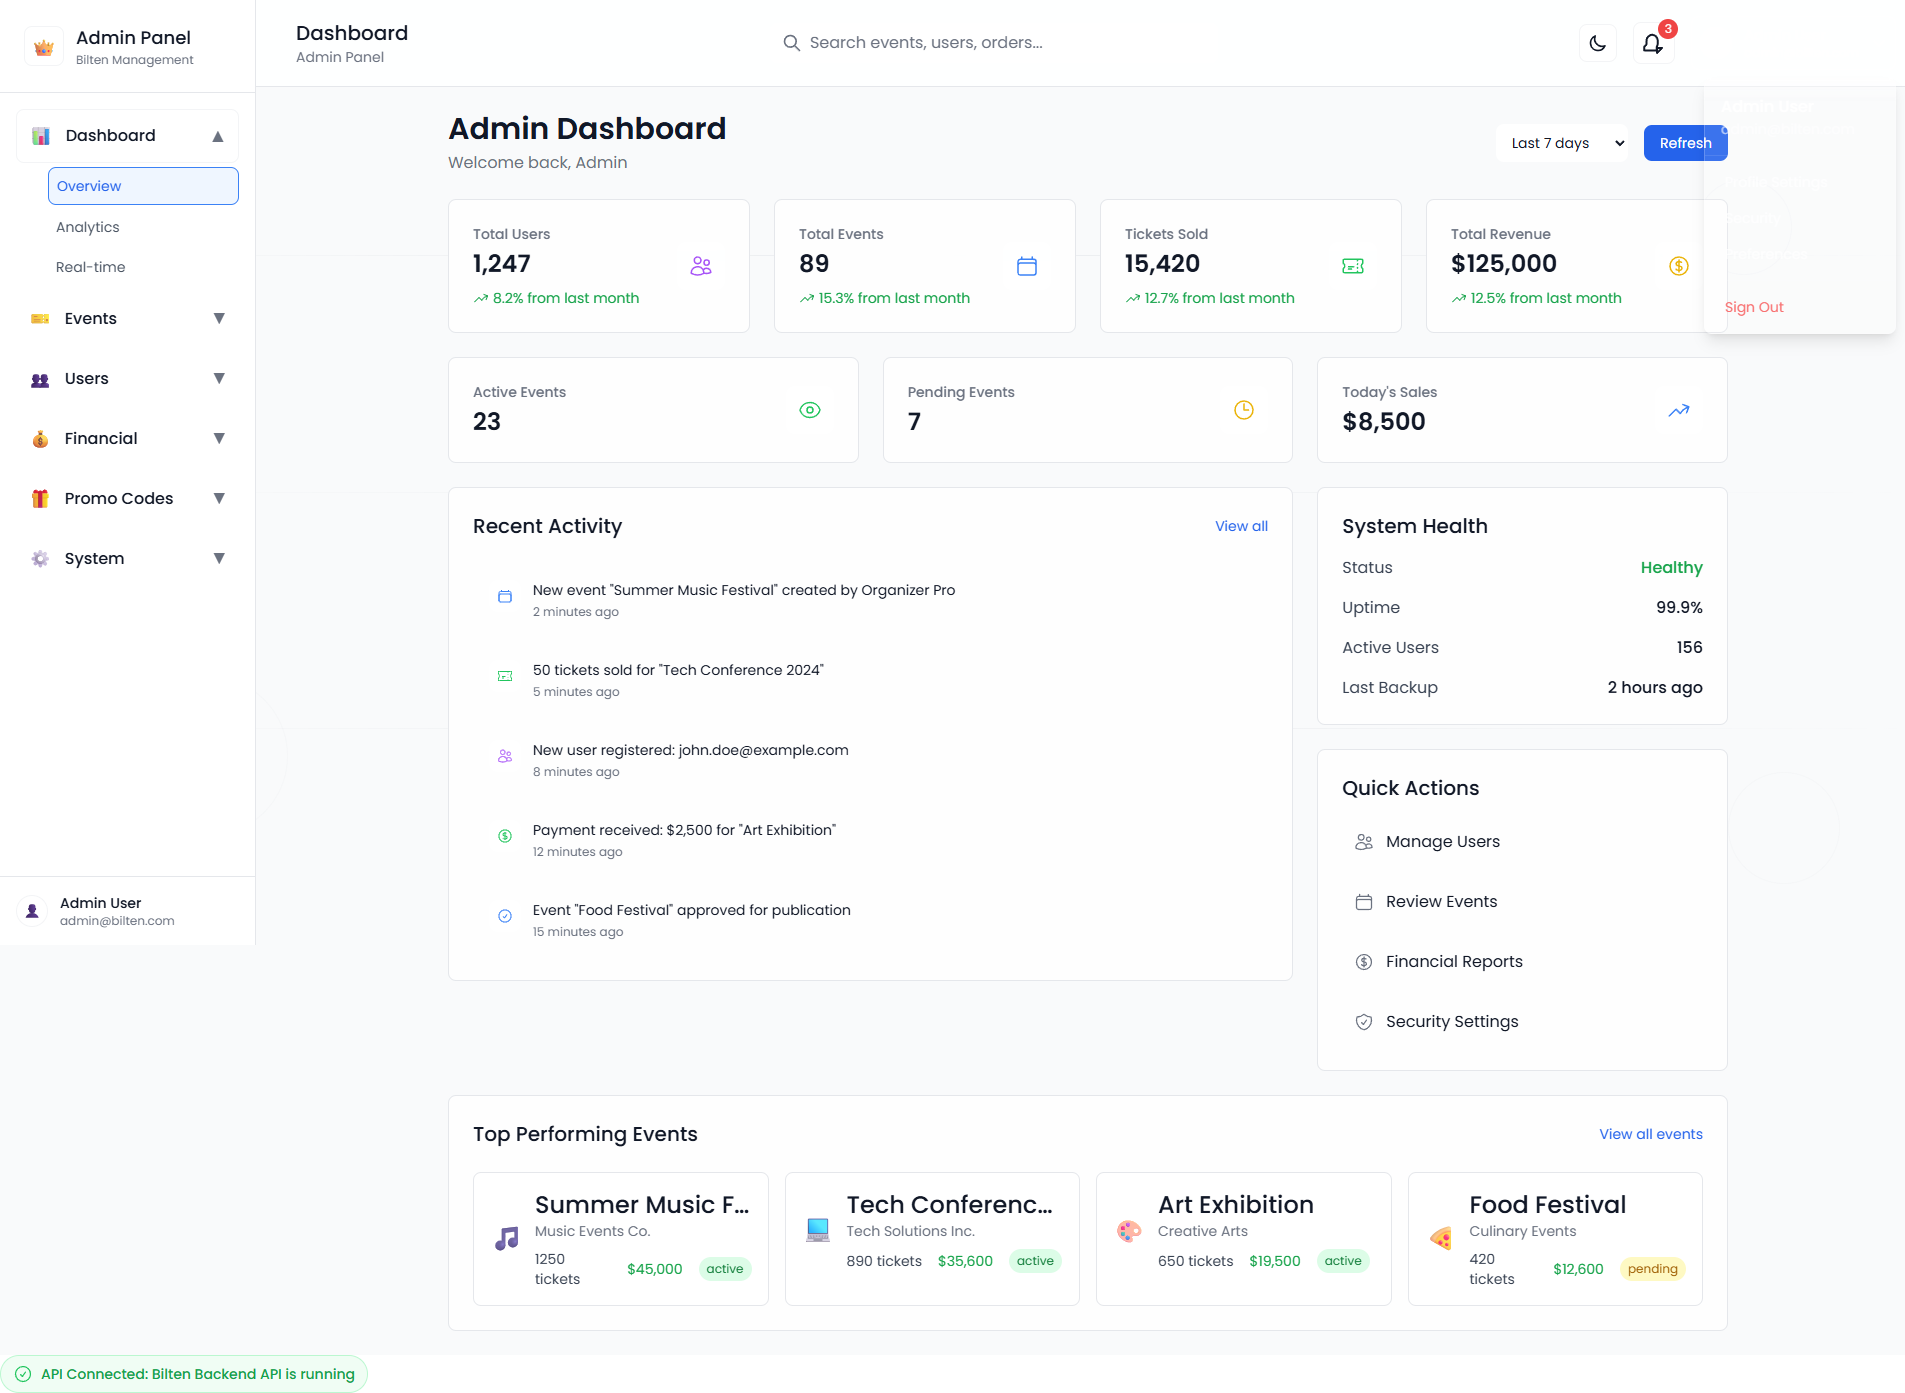 Admin Panel
Bilten Management
Dashboard
Overview
Analytics
Real-time
Events
Users
Financial
Promo Codes
System
Admin User
admin@bilten.com
Dashboard
Admin Panel
Search events, users, orders...
3
Admin Dashboard
Welcome back, Admin
Last 7 days
Refresh
Sign Out
Total Users
1,247
8.2% from last month
Total Events
89
15.3% from last month
Tickets Sold
15,420
12.7% from last month
Total Revenue
$125,000
12.5% from last month
Active Events
23
Pending Events
7
Today's Sales
$8,500
Recent Activity
View all
New event "Summer Music Festival" created by Organizer Pro
2 minutes ago
50 tickets sold for "Tech Conference 2024"
5 minutes ago
New user registered: john.doe@example.com
8 minutes ago
Payment received: $2,500 for "Art Exhibition"
12 minutes ago
Event "Food Festival" approved for publication
15 minutes ago
System Health
Status Healthy
Uptime 99.9%
Active Users 156
Last Backup 2 hours ago
Quick Actions
Manage Users
Review Events
Financial Reports
Security Settings
Top Performing Events
View all events
Summer Music F...
Music Events Co.
1250 tickets $45,000 active
Tech Conferenc...
Tech Solutions Inc.
890 tickets $35,600 active
Art Exhibition
Creative Arts
650 tickets $19,500 active
Food Festival
Culinary Events
420 tickets $12,600 pending
API Connected: Bilten Backend API is running